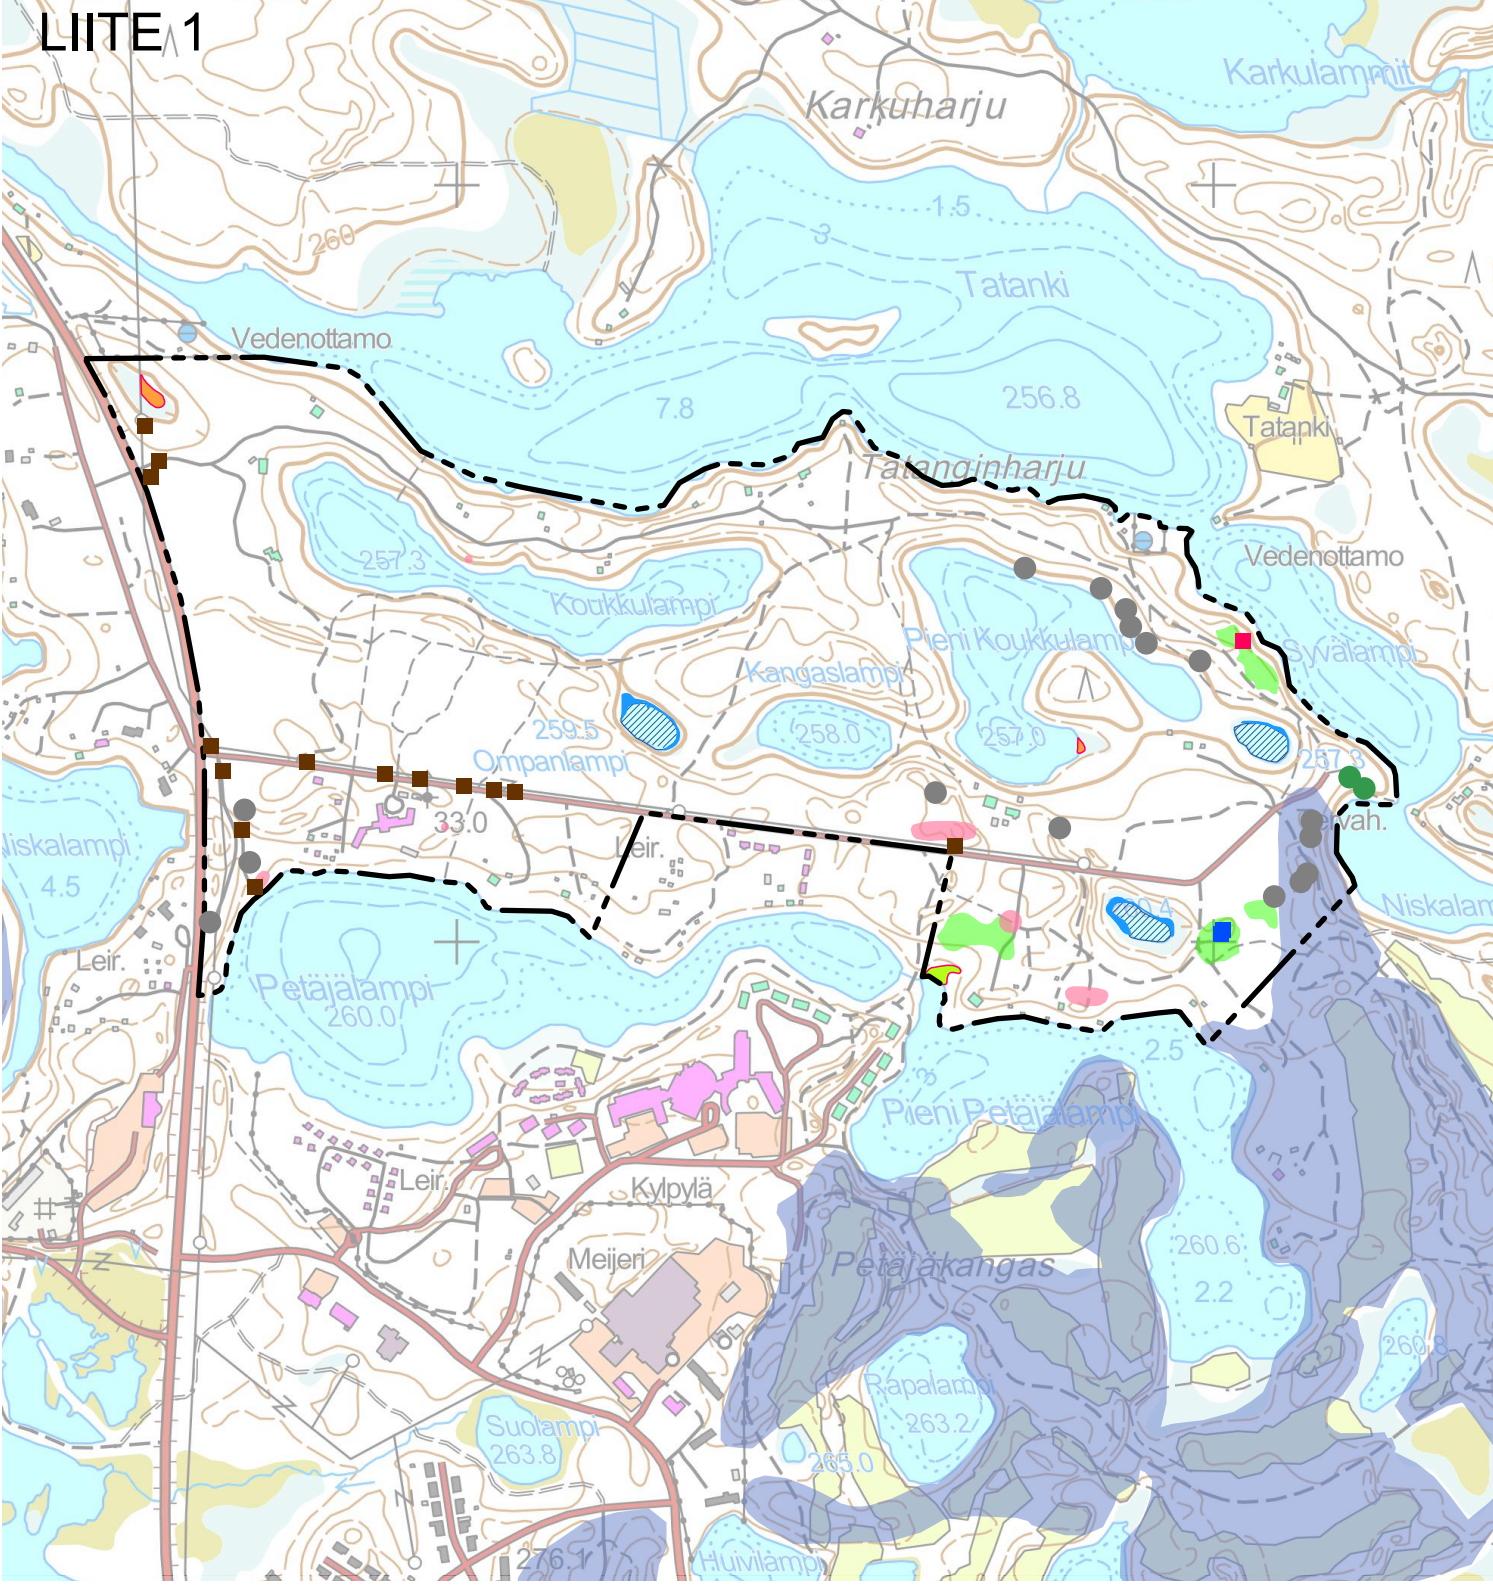 LIITE 1
Karkulammit
Karkuharju
1.5
3
260
Tatanki
Vedenottamo
7.8
256.8
Tatanki
Tatanginharju
257.3
Vedenottamo
Koukkulampi
Pieni Koukkulampi
Syvälampi
Kangaslampi
259.5
258.0
257.0
Ompanlampi
257.3
33.0
Tervah.
Niskalampi
Leir.
4.5
Niskalam
Leir.
Petäjälampi
260.0
2.5
3
Pieni Petäjälampi
Leir.
Kylpylä
260.6
Meijeri
Petäjäkangas
2.2
260.8
Rapalampi
263.2
Suolampi
263.8
265.0
276.1
Huivilampi